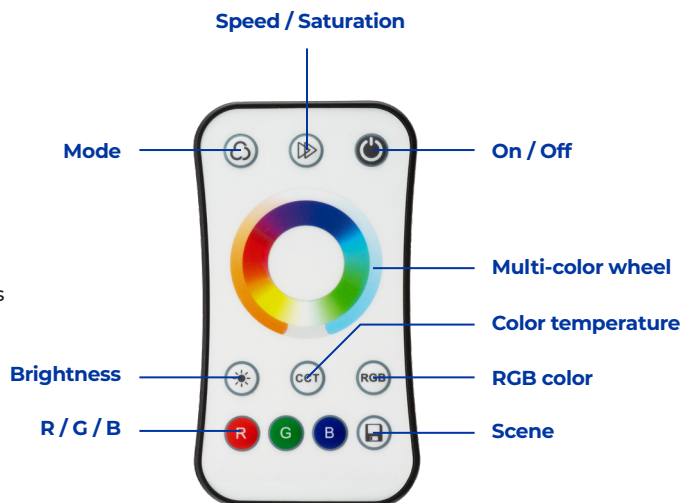 Speed / Saturation
Mode
On / Off
Multi-color wheel
s
Color temperature
Brightness
CCT
RGB
RGB color
R / G / B
R
G
B
Scene